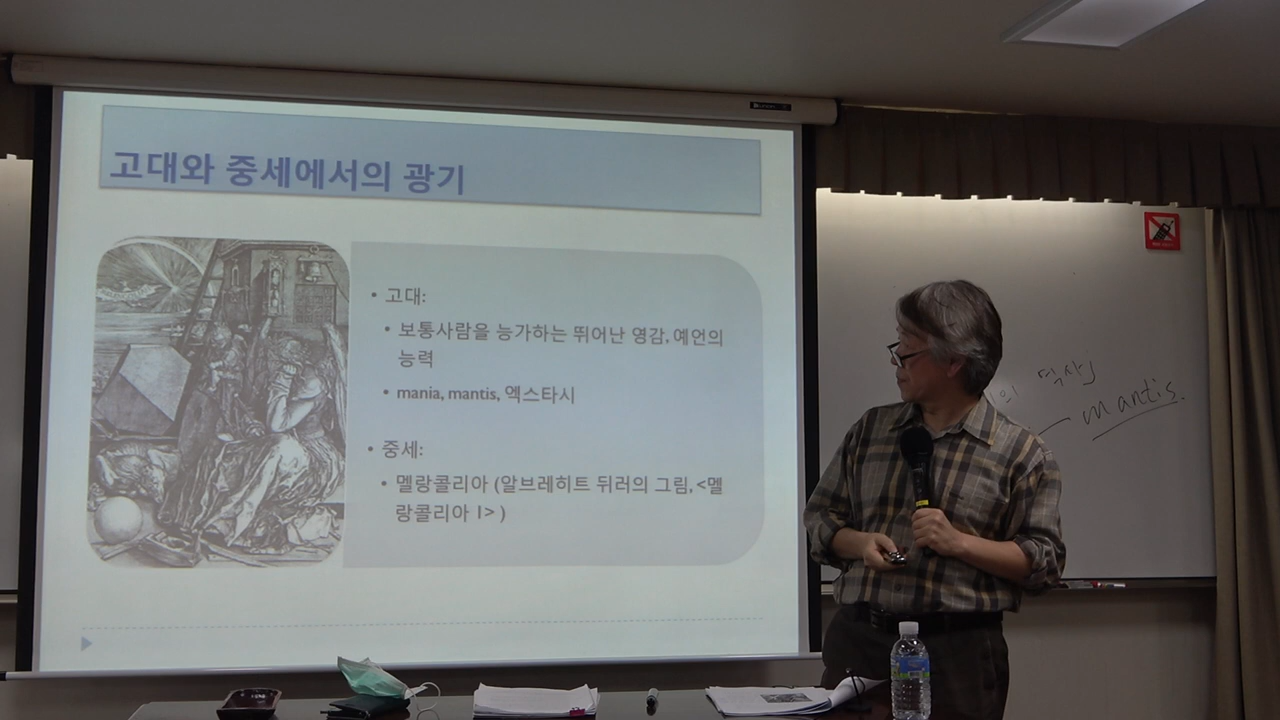 고대와 중세에서의 광기
• 고대:
• 보통사람을 능가하는 뛰어난 영감, 예언의
능력
• mania, mantis, 엑스타시
• 중세:
• 멜랑콜리아 (알브레히트 뒤러의 그림, <멜
랑콜리아 I> )
의 역사」
— mantis.